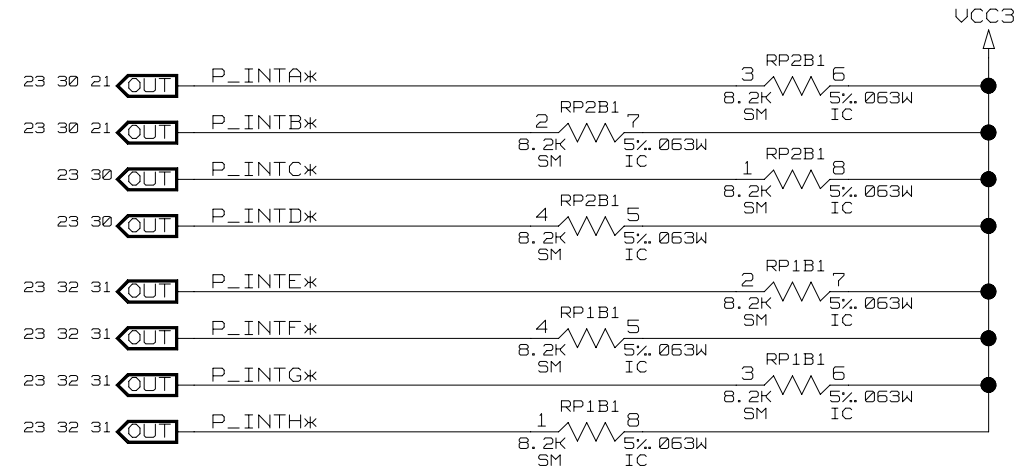 VCC3
RP2B1
23 30 21 OUT P_INTA* 3 6
8.2K 5%.063W
SM IC
RP2B1
23 30 21 OUT P_INTB* 2 7
8.2K 5%.063W
SM IC
RP2B1
23 30 OUT P_INTC* 1 8
8.2K 5%.063W
SM IC
RP2B1
23 30 OUT P_INTD* 4 5
8.2K 5%.063W
SM IC
RP1B1
23 32 31 OUT P_INTE* 2 7
8.2K 5%.063W
SM IC
RP1B1
23 32 31 OUT P_INTF* 4 5
8.2K 5%.063W
SM IC
RP1B1
23 32 31 OUT P_INTG* 3 6
8.2K 5%.063W
SM IC
RP1B1
23 32 31 OUT P_INTH* 1 8
8.2K 5%.063W
SM IC